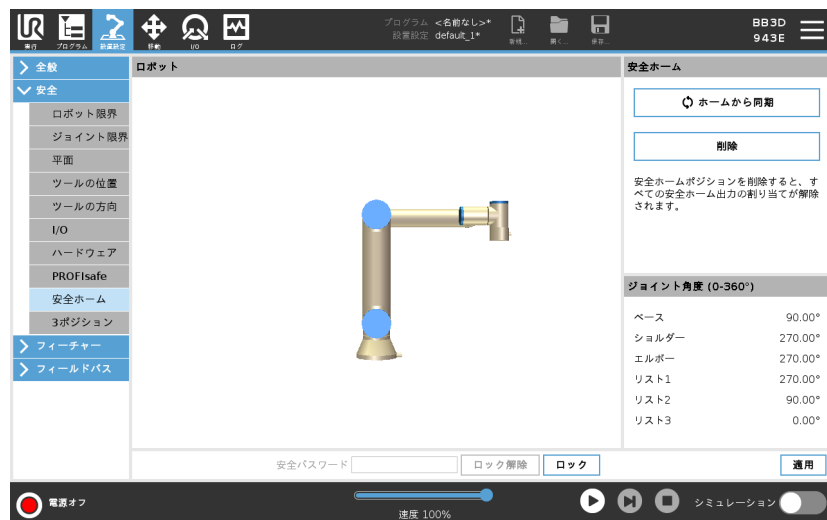 UR
プログラム <名前なし>*
設置設定 default_1*
BB3D
943E
実行
プログラム
設置設定
移動
I/O
ログ
新規...
開く...
保存...
全般
ロボット
安全ホーム
安全
ロボット限界
ジョイント限界
平面
ツールの位置
ツールの方向
I/O
ハードウェア
PROFIsafe
安全ホーム
3ポジション
フィーチャー
フィールドバス
ホームから同期
削除
安全ホームポジションを削除すると、す
べての安全ホーム出力の割り当てが解除
されます。
ジョイント角度 (0-360°)
ベース 90.00°
ショルダー 270.00°
エルボー 270.00°
リスト1 270.00°
リスト2 90.00°
リスト3 0.00°
安全パスワード
ロック解除
ロック
適用
電源オフ
速度 100%
シミュレーション